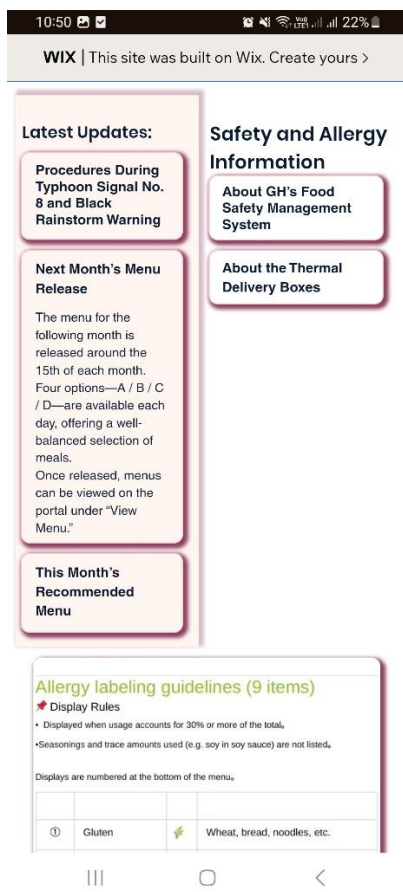 10:50
Vo9 LTE1 22%
WIX | This site was built on Wix. Create yours >
Latest Updates:
Procedures During
Typhoon Signal No.
8 and Black
Rainstorm Warning
Next Month's Menu
Release
The menu for the
following month is
released around the
15th of each month.
Four options—A / B / C
/ D—are available each
day, offering a well-
balanced selection of
meals.
Once released, menus
can be viewed on the
portal under “View
Menu.”
This Month's
Recommended
Menu
Safety and Allergy
Information
About GH’s Food
Safety Management
System
About the Thermal
Delivery Boxes
Allergy labeling guidelines (9 items)
Display Rules
• Displayed when usage accounts for 30% or more of the total。
•Seasonings and trace amounts used (e.g. soy in soy sauce) are not listed。
Displays are numbered at the bottom of the menu。
① Gluten Wheat, bread, noodles, etc.